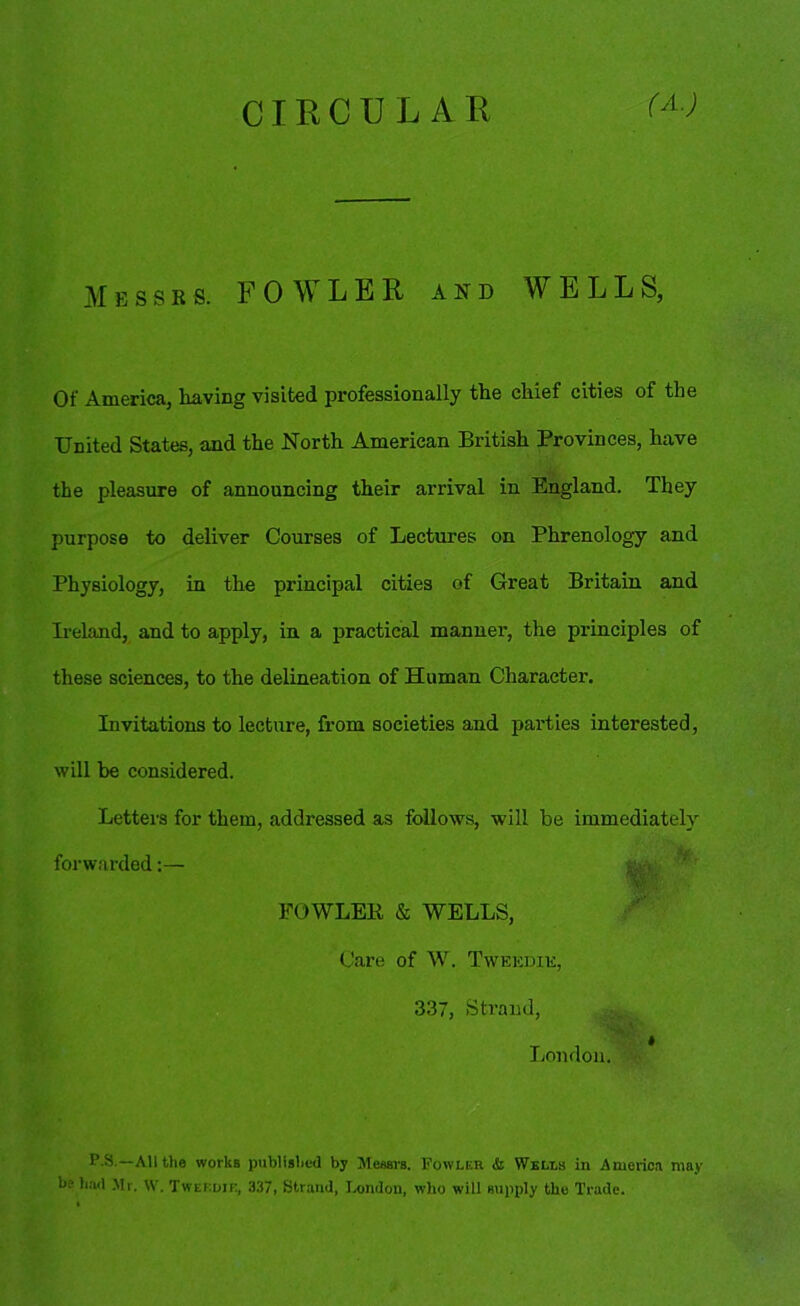 CIRCULAR (A.)
MESSRS. FOWLER AND WELLS,
Of America, having visited professionally the chief cities of the
United States, and the North American British Provinces, have
the pleasure of announcing their arrival in England. They
purpose to deliver Courses of Lectures on Phrenology and
Physiology, in the principal cities of Great Britain and
Ireland, and to apply, in a practical manner, the principles of
these sciences, to the delineation of Human Character.
Invitations to lecture, from societies and parties interested,
will be considered.
Letters for them, addressed as follows, will be immediately
forwarded:—
FOWLER & WELLS,
Care of W. TWEEDIE,
337, Strand,
London.
P.S.—All the works published by Messrs. FOWLER & WELLS in America may
be had Mr. W. TWEEDIE, 337, Strand, London, who will supply the Trade.